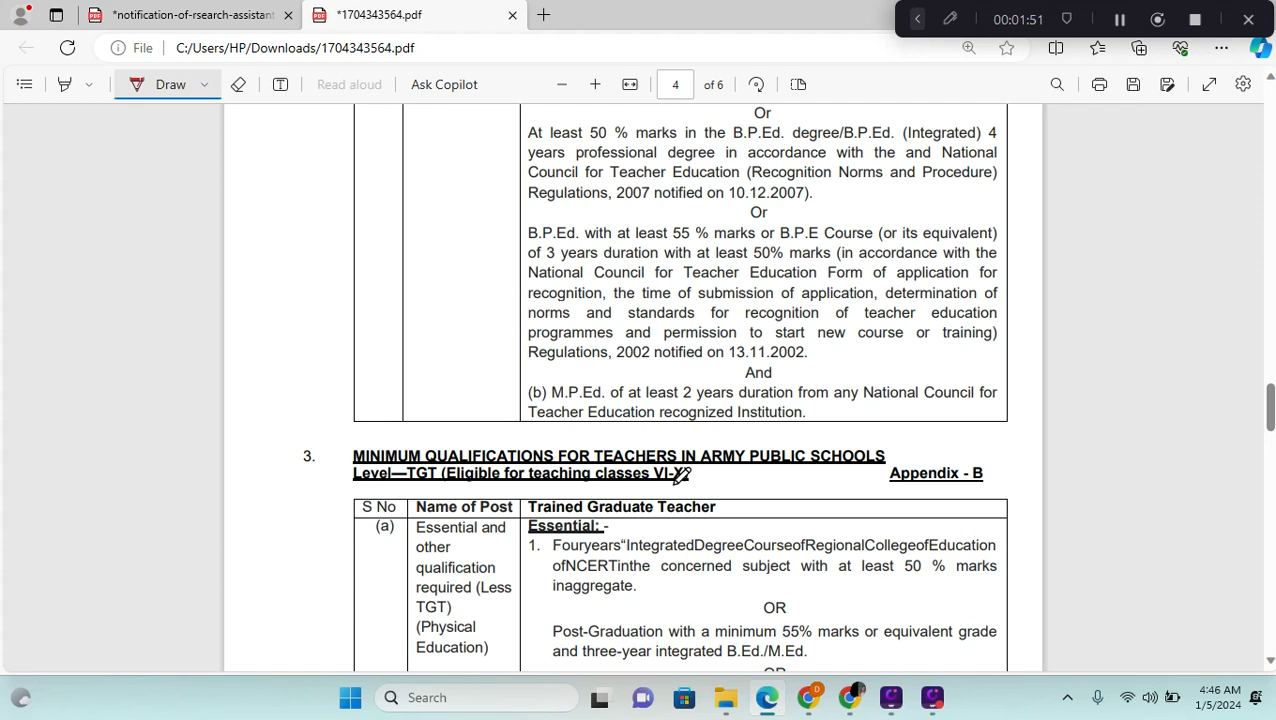 *notification-of-rsearch-assistant
*1704343564.pdf
00:01:51
File
C:/Users/HP/Downloads/1704343564.pdf
Draw
Read aloud
Ask Copilot
4
of 6
Or
At least 50 % marks in the B.P.Ed. degree/B.P.Ed. (Integrated) 4
years professional degree in accordance with the and National
Council for Teacher Education (Recognition Norms and Procedure)
Regulations, 2007 notified on 10.12.2007).
Or
B.P.Ed. with at least 55 % marks or B.P.E Course (or its equivalent)
of 3 years duration with at least 50% marks (in accordance with the
National Council for Teacher Education Form of application for
recognition, the time of submission of application, determination of
norms and standards for recognition of teacher education
programmes and permission to start new course or training)
Regulations, 2002 notified on 13.11.2002.
And
(b) M.P.Ed. of at least 2 years duration from any National Council for
Teacher Education recognized Institution.
3. MINIMUM QUALIFICATIONS FOR TEACHERS IN ARMY PUBLIC SCHOOLS
Level—TGT (Eligible for teaching classes Appendix - B
S No Name of Post Trained Graduate Teacher
(a) Essential and
other
qualification
required (Less
TGT)
(Physical
Education)
Essential: -
1. Fouryears“IntegratedDegreeCourseofRegionalCollegeofEducation
ofNCERTinthe concerned subject with at least 50 % marks
inaggregate.
OR
Post-Graduation with a minimum 55% marks or equivalent grade
and three-year integrated B.Ed./M.Ed.
Search
4:46 AM
1/5/2024